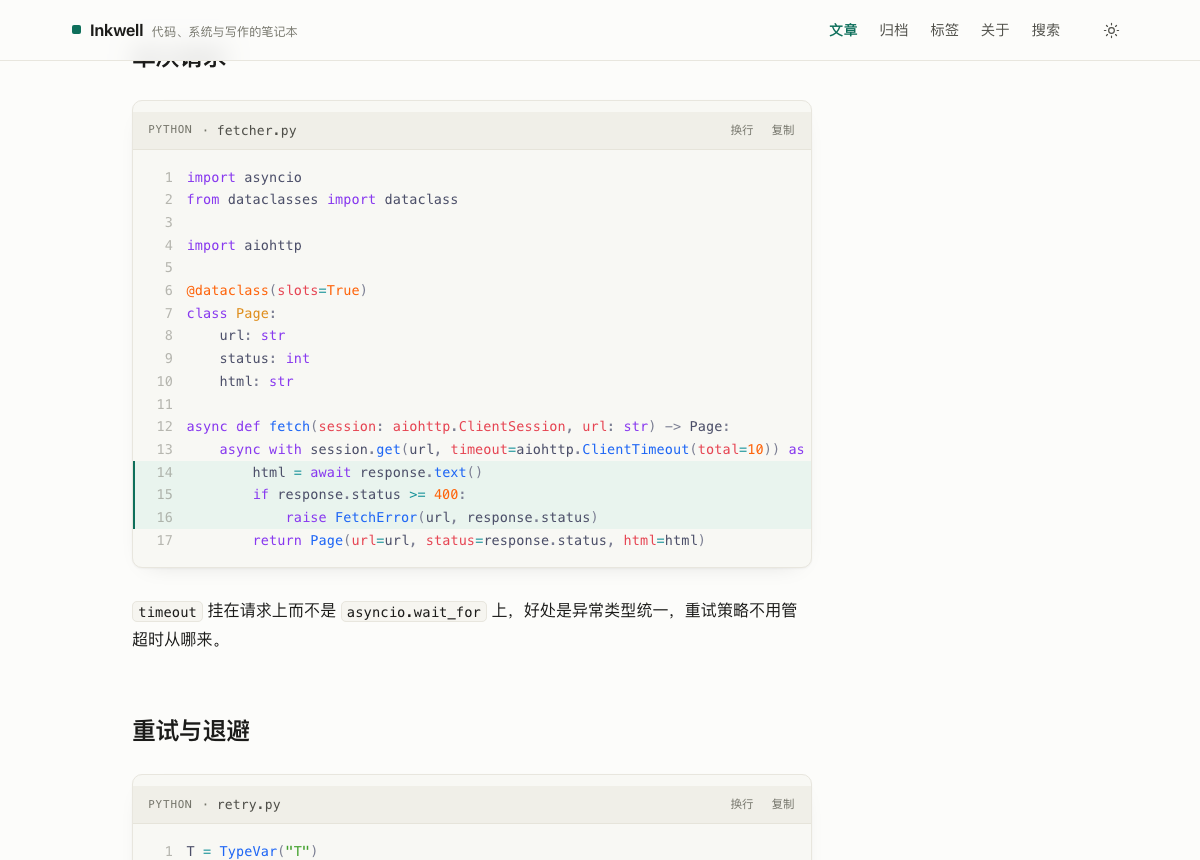 Inkwell 代码、系统与写作的笔记本
文章 归档 标签 关于 搜索
单次请求
PYTHON · fetcher.py 换行 复制
1 import asyncio
2 from dataclasses import dataclass
3
4 import aiohttp
5
6 @dataclass(slots=True)
7 class Page:
8     url: str
9     status: int
10     html: str
11
12 async def fetch(session: aiohttp.ClientSession, url: str) -> Page:
13     async with session.get(url, timeout=aiohttp.ClientTimeout(total=10)) as
14         html = await response.text()
15         if response.status >= 400:
16             raise FetchError(url, response.status)
17         return Page(url=url, status=response.status, html=html)
timeout 挂在请求上而不是 asyncio.wait_for 上，好处是异常类型统一，重试策略不用管
超时从哪来。
重试与退避
PYTHON · retry.py 换行 复制
1 T = TypeVar("T")